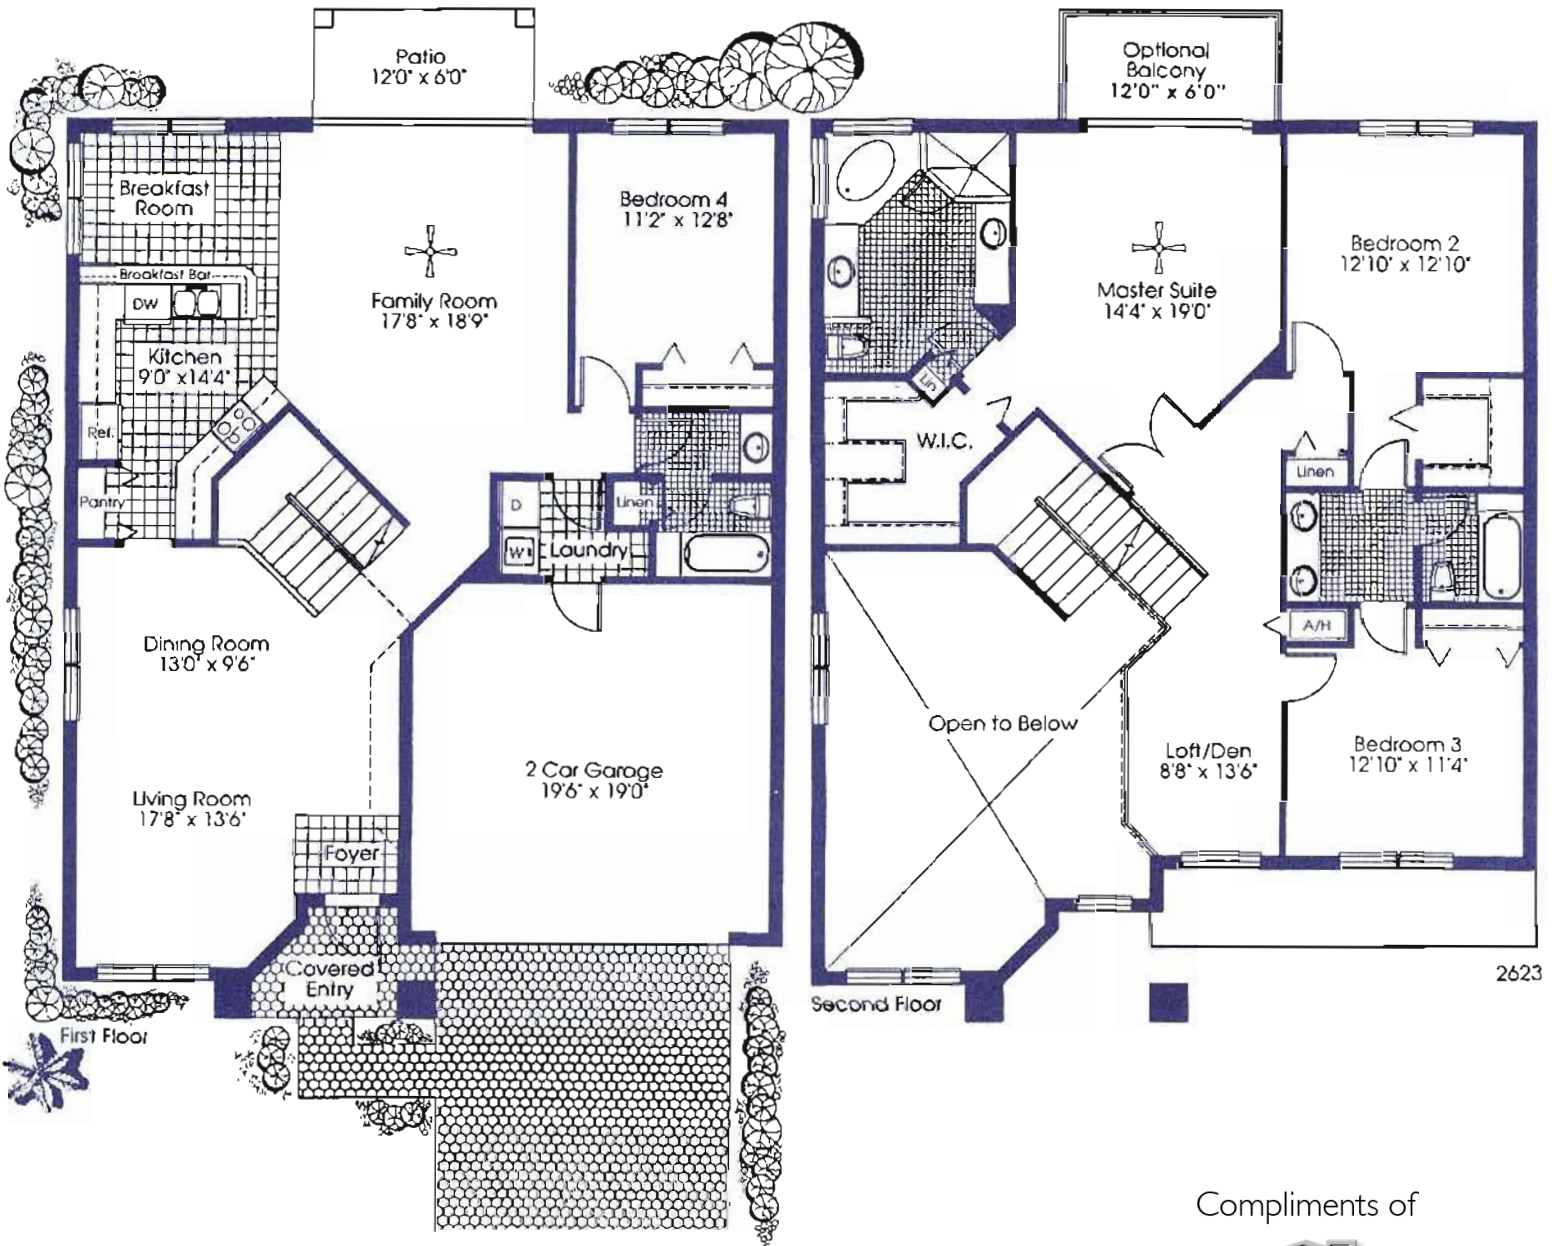 Patio
12'0" x 6'0"
Breakfast
Room
Breakfast Bar
DW
Kitchen
9'0" x14'4"
Ref.
Pantry
Family Room
17'8" x 18'9"
Bedroom 4
11'2" x 12'8"
D
W
Linen
Laundry
Dining Room
13'0" x 9'6"
Living Room
17'8" x 13'6"
Foyer
2 Car Garage
19'6" x 19'0"
Covered
Entry
First Floor
Optional
Balcony
12'0" x 6'0"
Master Suite
14'4" x 19'0"
Bedroom 2
12'10" x 12'10"
Lin
W.I.C.
Linen
A/H
Open to Below
Loft/Den
8'8" x 13'6"
Bedroom 3
12'10" x 11'4"
Second Floor
2623
Compliments of